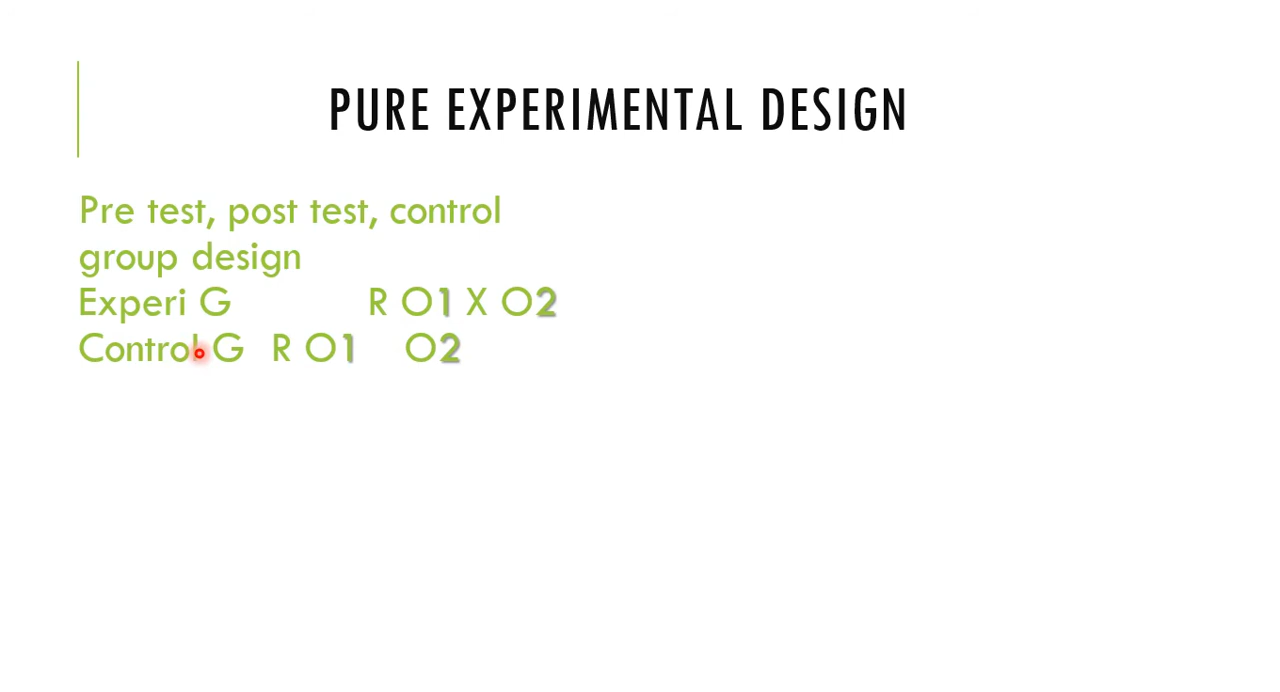 PURE EXPERIMENTAL DESIGN
Pre test, post test, control
group design
Experi G R O1 X O2
Control G R O1 O2